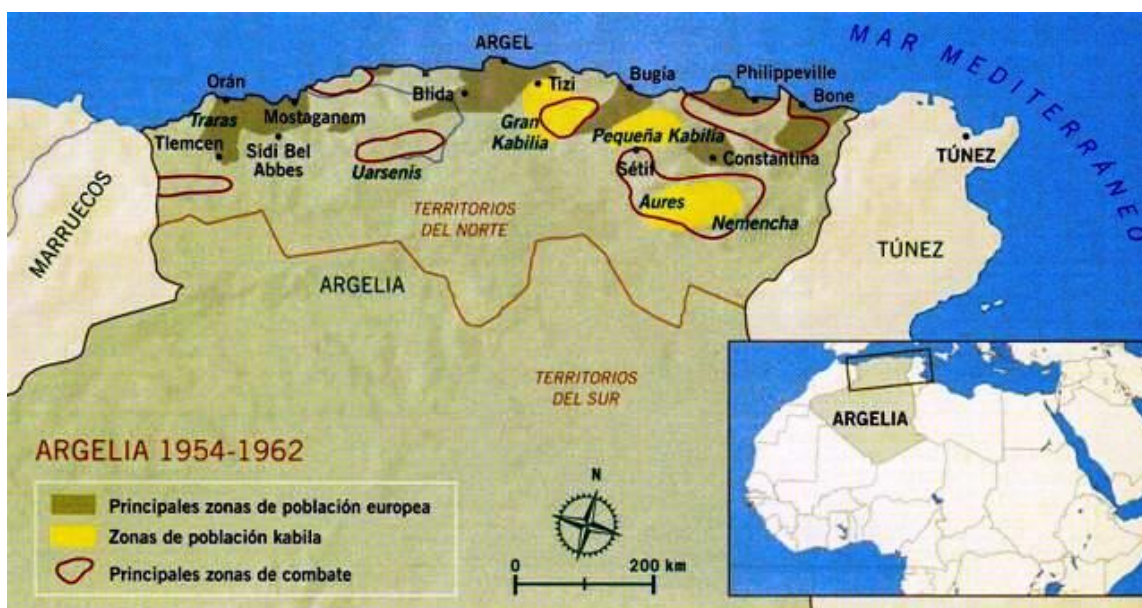 MAR MEDITERRÁNEO
ARGEL
Orán
Traras
Mostaganem
Tlemcen
Sidi Bel
Abbes
Blida
Uarsenis
Tizi
Gran
Kabilia
Bugía
Pequeña Kabilia
Philippeville
Bone
Constantina
Sétif
Aures
Nemencha
TÚNEZ
TÚNEZ
MARRUECOS
TERRITORIOS
DEL NORTE
ARGELIA
TERRITORIOS
DEL SUR
ARGELIA 1954-1962
Principales zonas de población europea
Zonas de población kabila
Principales zonas de combate
N
0
200 km
ARGELIA